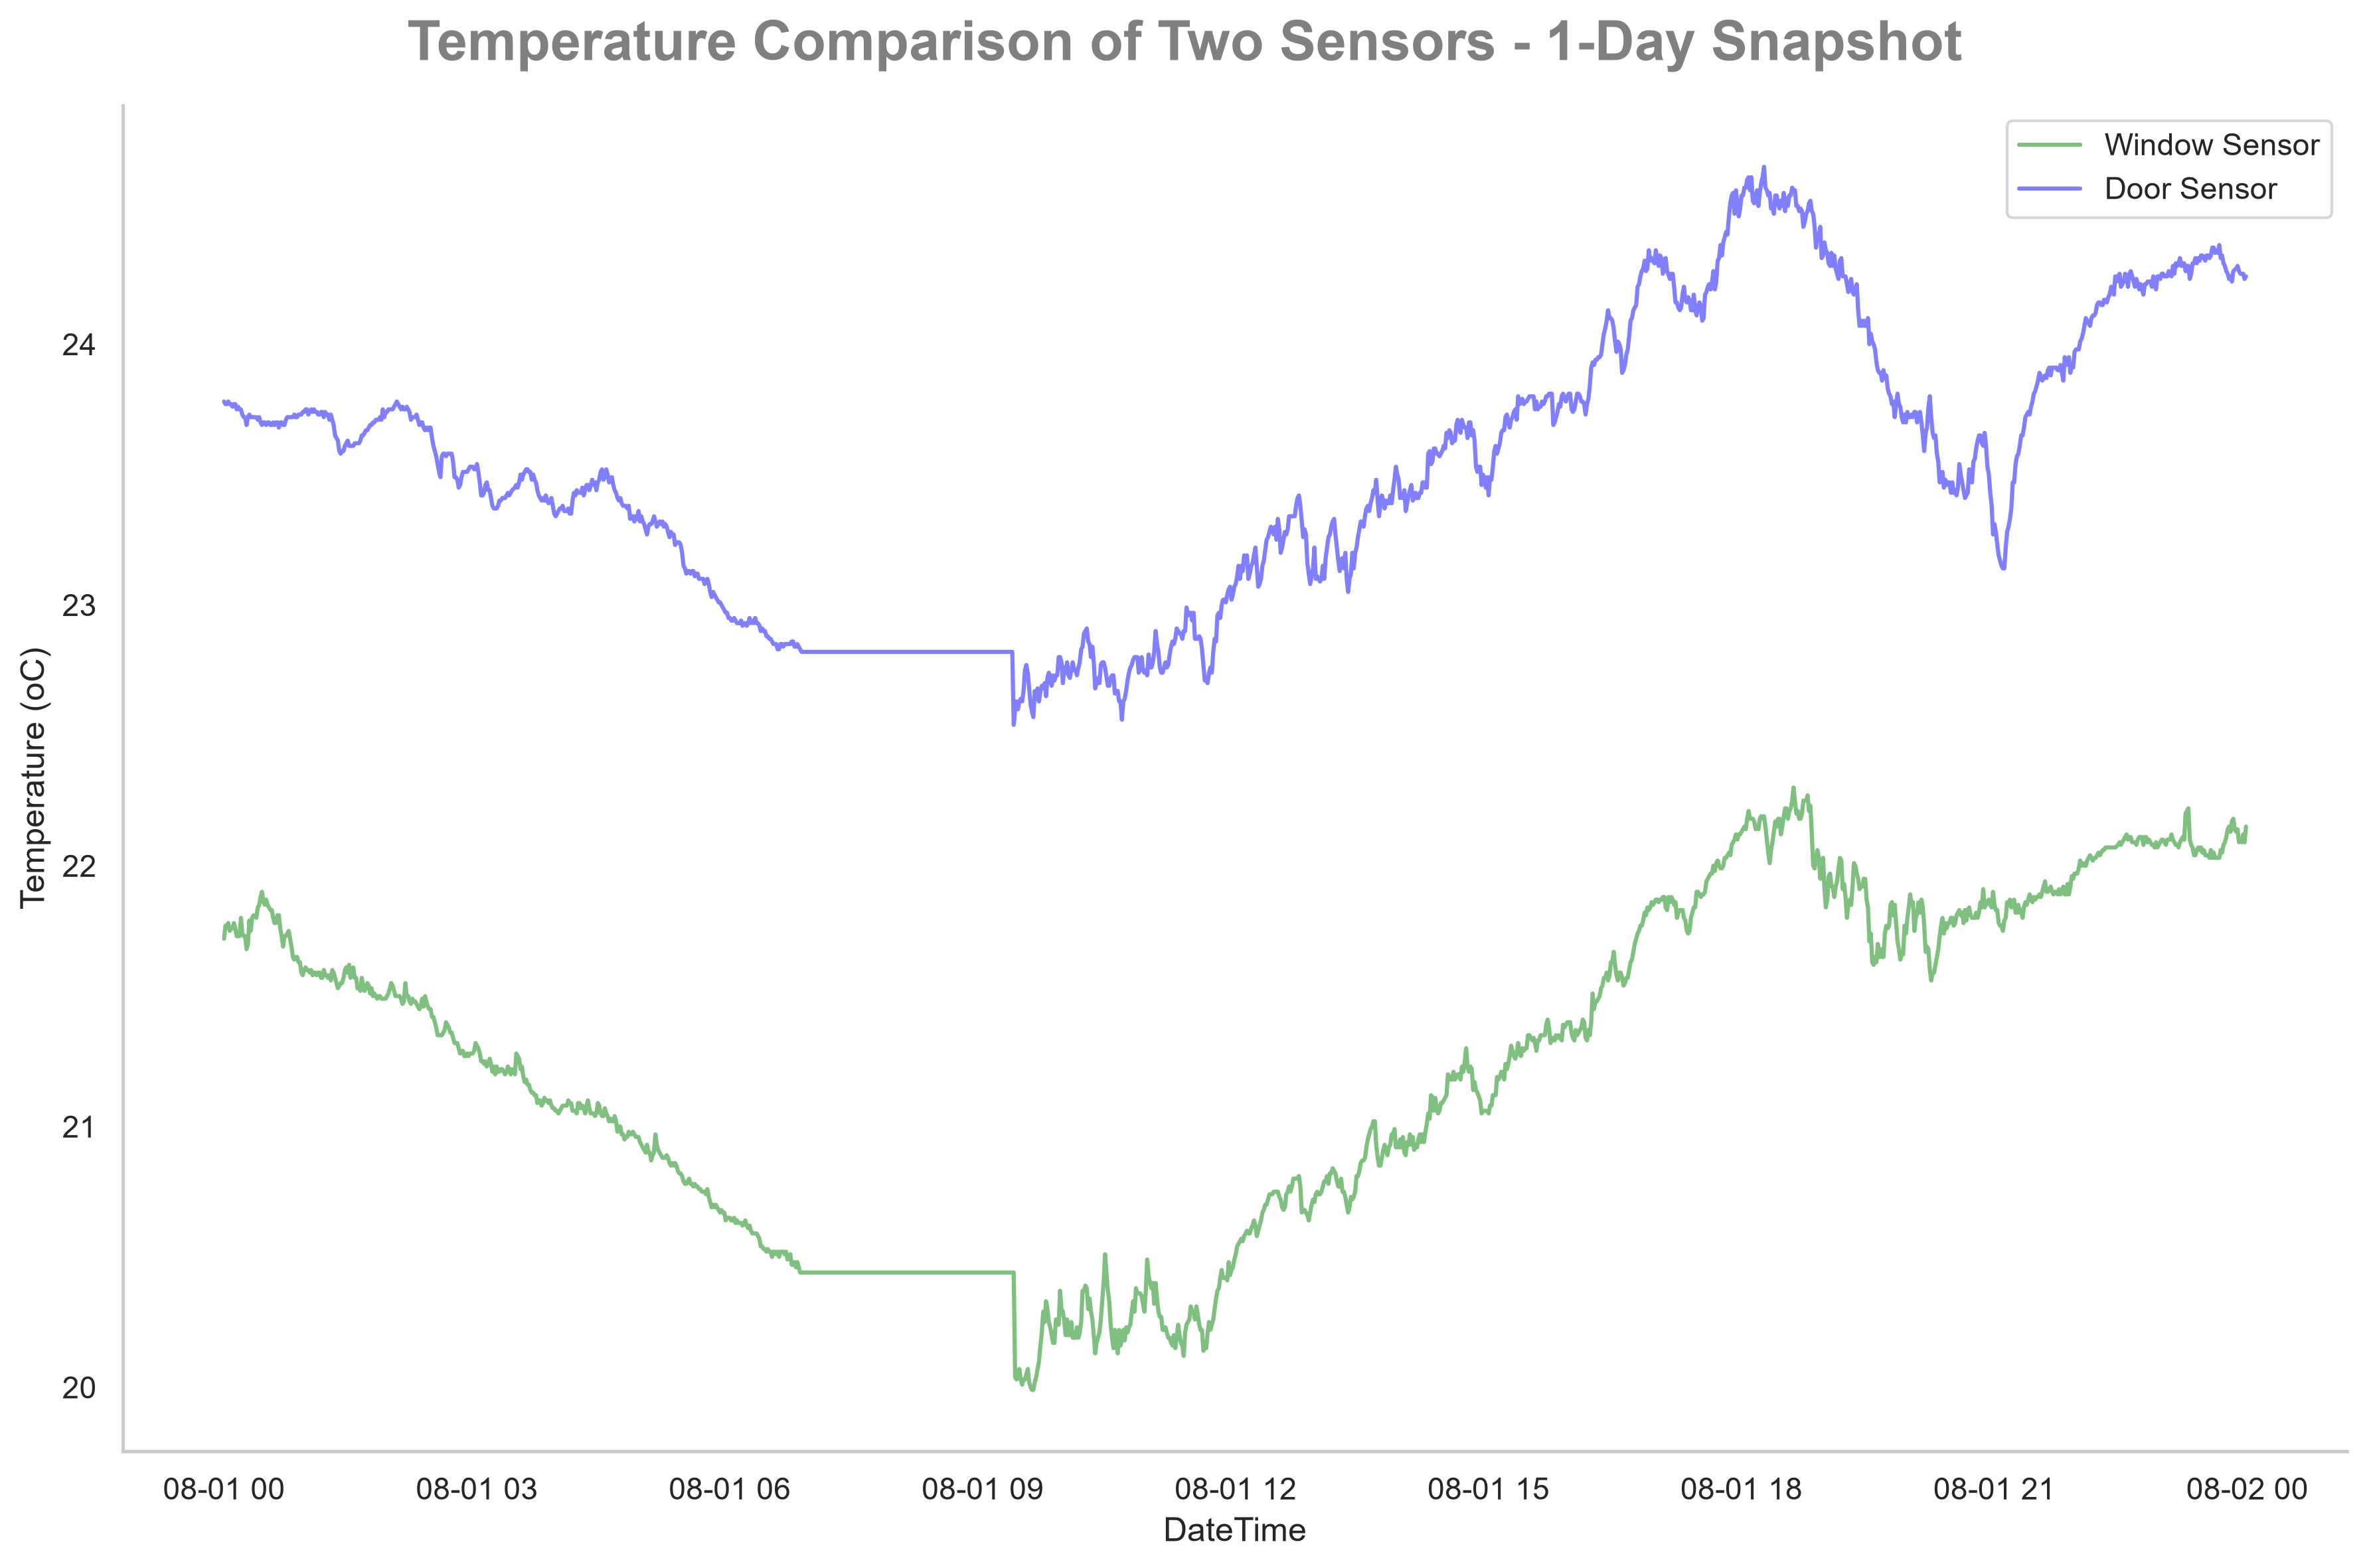 Temperature Comparison of Two Sensors - 1-Day Snapshot
Window Sensor
Door Sensor
24
23
22
21
20
Temperature (oC)
08-01 00 08-01 03 08-01 06 08-01 09 08-01 12 08-01 15 08-01 18 08-01 21 08-02 00
DateTime